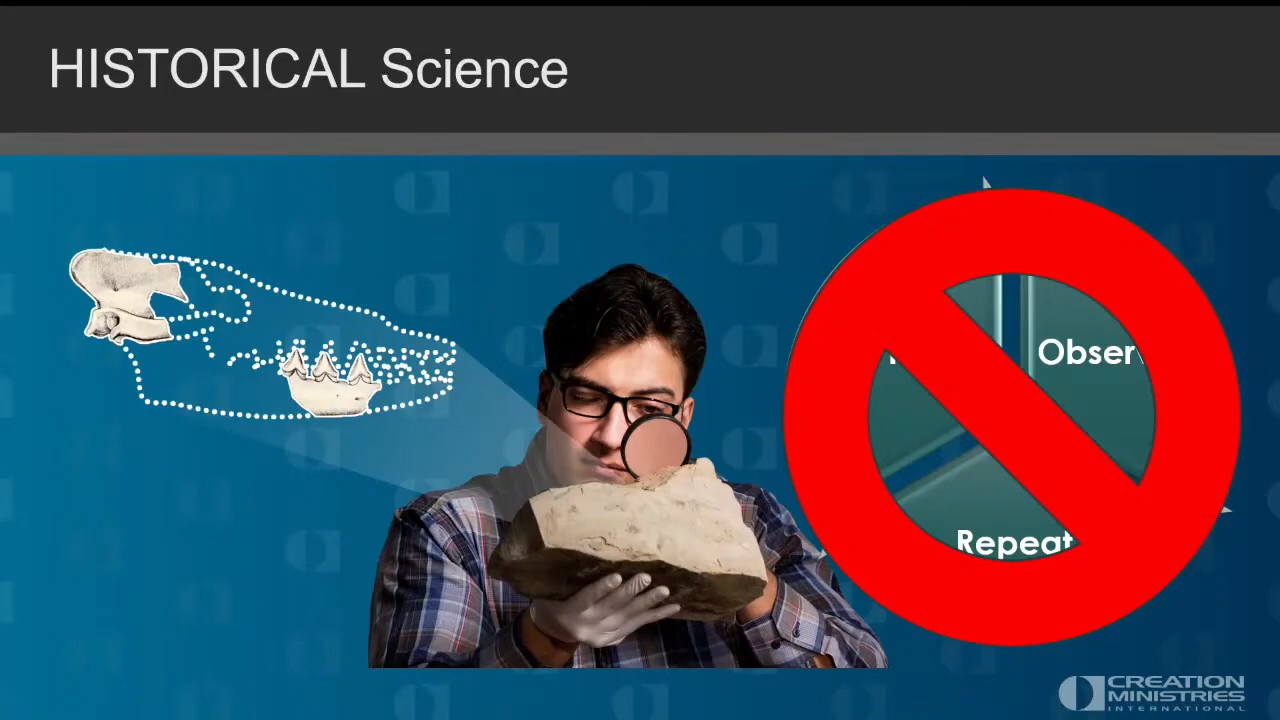 HISTORICAL Science
Obser
Repeat
CREATION
MINISTRIES
INTERNATIONAL